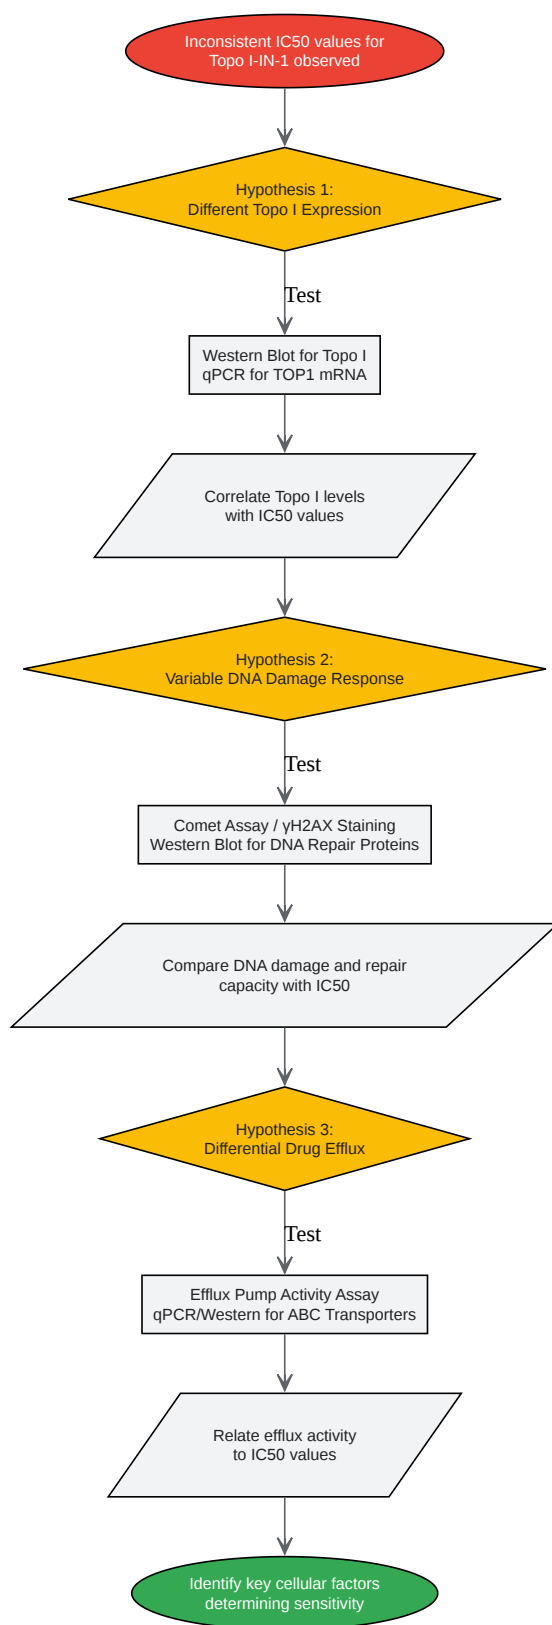 Inconsistent IC50 values for
Topo I-IN-1 observed
Hypothesis 1:
Different Topo I Expression
Test
Western Blot for Topo I
qPCR for TOP1 mRNA
Correlate Topo I levels
with IC50 values
Hypothesis 2:
Variable DNA Damage Response
Test
Comet Assay / γH2AX Staining
Western Blot for DNA Repair Proteins
Compare DNA damage and repair
capacity with IC50
Hypothesis 3:
Differential Drug Efflux
Test
Efflux Pump Activity Assay
qPCR/Western for ABC Transporters
Relate efflux activity
to IC50 values
Identify key cellular factors
determining sensitivity